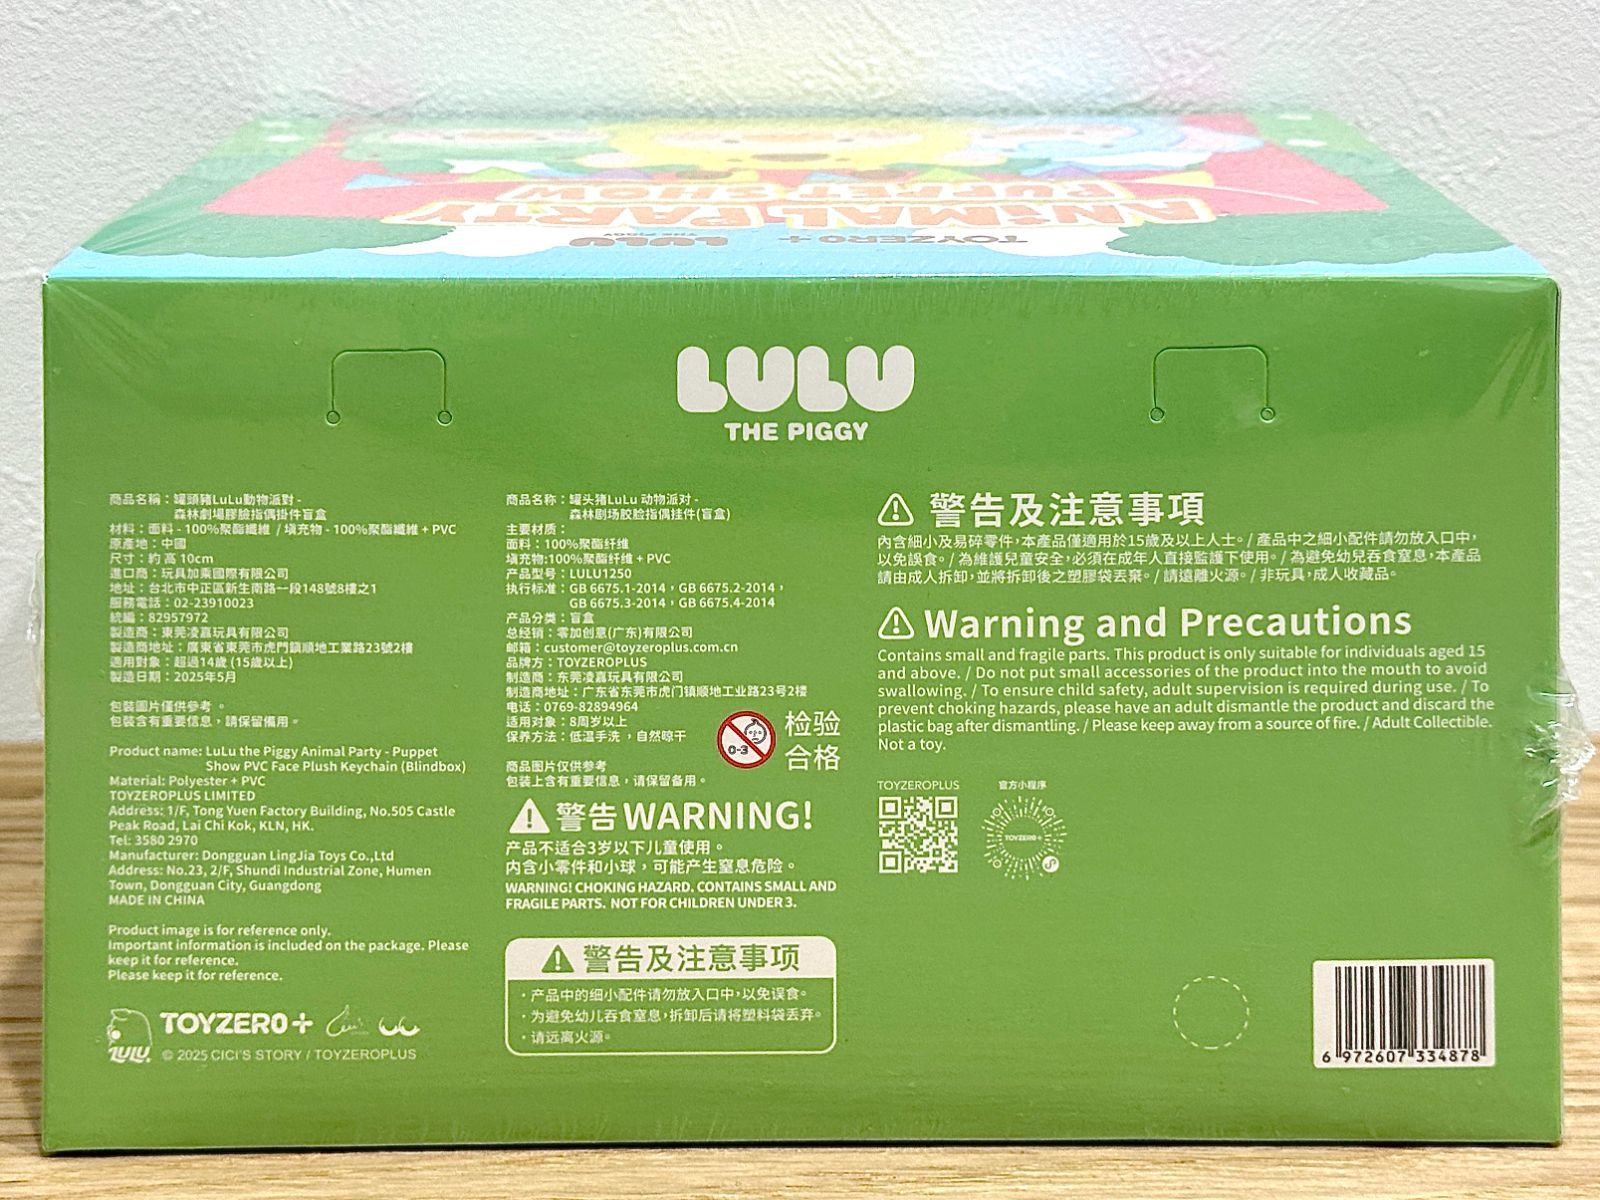 ANIMAL PARTY
PUPPET SHOW
TOYZERO+ LULU
THE PIGGY
LULU
THE PIGGY
商品名稱：罐頭豬LuLu動物派對 -
森林劇場膠臉指偶掛件盲盒
材料：面料 - 100%聚酯纖維 / 填充物 - 100%聚酯纖維 + PVC
原產地：中國
尺寸：約 高 10cm
進口商：玩具加乘國際有限公司
地址：台北市中正區新生南路一段148號8樓之1
服務電話：02-23910023
統編：82957972
製造商：東莞凌嘉玩具有限公司
製造商地址：廣東省東莞市虎門鎮順地工業路23號2樓
適用對象：超過14歲 (15歲以上)
製造日期：2025年5月
包裝圖片僅供參考 。
包裝含有重要信息，請保留備用。
Product name: LuLu the Piggy Animal Party - Puppet
Show PVC Face Plush Keychain (Blindbox)
Material: Polyester + PVC
TOYZEROPLUS LIMITED
Address: 1/F, Tong Yuen Factory Building, No.505 Castle
Peak Road, Lai Chi Kok, KLN, HK.
Tel: 3580 2970
Manufacturer: Dongguan LingJia Toys Co.,Ltd
Address: No.23, 2/F, Shundi Industrial Zone, Humen
Town, Dongguan City, Guangdong
MADE IN CHINA
Product image is for reference only.
Important information is included on the package. Please
keep it for reference.
Please keep it for reference.
TOYZERO+
LULU.
© 2025 CICI'S STORY / TOYZEROPLUS
商品名称：罐头猪LuLu 动物派对 -
森林剧场胶脸指偶挂件(盲盒)
主要材质：
面料：100%聚酯纤维
填充物:100%聚酯纤维 + PVC
产品型号：LULU1250
执行标准：GB 6675.1-2014，GB 6675.2-2014，
GB 6675.3-2014，GB 6675.4-2014
产品分类：盲盒
总经销：零加创意(广东)有限公司
邮箱：customer@toyzeroplus.com.cn
品牌方：TOYZEROPLUS
制造商：东莞凌嘉玩具有限公司
制造商地址：广东省东莞市虎门镇顺地工业路23号2楼
电话：0769-82894964
适用对象：8周岁以上
保养方法：低温手洗 ，自然晾干
0-3
检验
合格
商品图片仅供参考
包装上含有重要信息，请保留备用。
警告WARNING!
产品不适合3岁以下儿童使用。
内含小零件和小球，可能产生窒息危险。
WARNING! CHOKING HAZARD. CONTAINS SMALL AND
FRAGILE PARTS. NOT FOR CHILDREN UNDER 3.
警告及注意事项
·产品中的细小配件请勿放入口中,以免误食。
·为避免幼儿吞食窒息,拆卸后请将塑料袋丢弃。
·请远离火源。
警告及注意事項
內含細小及易碎零件,本產品僅適用於15歲及以上人士。/ 產品中之細小配件請勿放入口中,
以免誤食。/ 為維護兒童安全,必須在成年人直接監護下使用。/ 為避免幼兒吞食窒息,本產品
請由成人拆卸,並將拆卸後之塑膠袋丟棄。/ 請遠離火源。/ 非玩具,成人收藏品。
Warning and Precautions
Contains small and fragile parts. This product is only suitable for individuals aged 15
and above. / Do not put small accessories of the product into the mouth to avoid
swallowing. / To ensure child safety, adult supervision is required during use. / To
prevent choking hazards, please have an adult dismantle the product and discard the
plastic bag after dismantling. / Please keep away from a source of fire. / Adult Collectible.
Not a toy.
TOYZEROPLUS 官方小程序
TOYZERO+
6 972607 334878